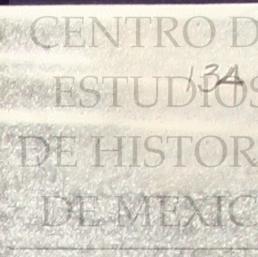 CENTRO D
ESTUDIOS
134
DE HISTOR
DE MEXIC